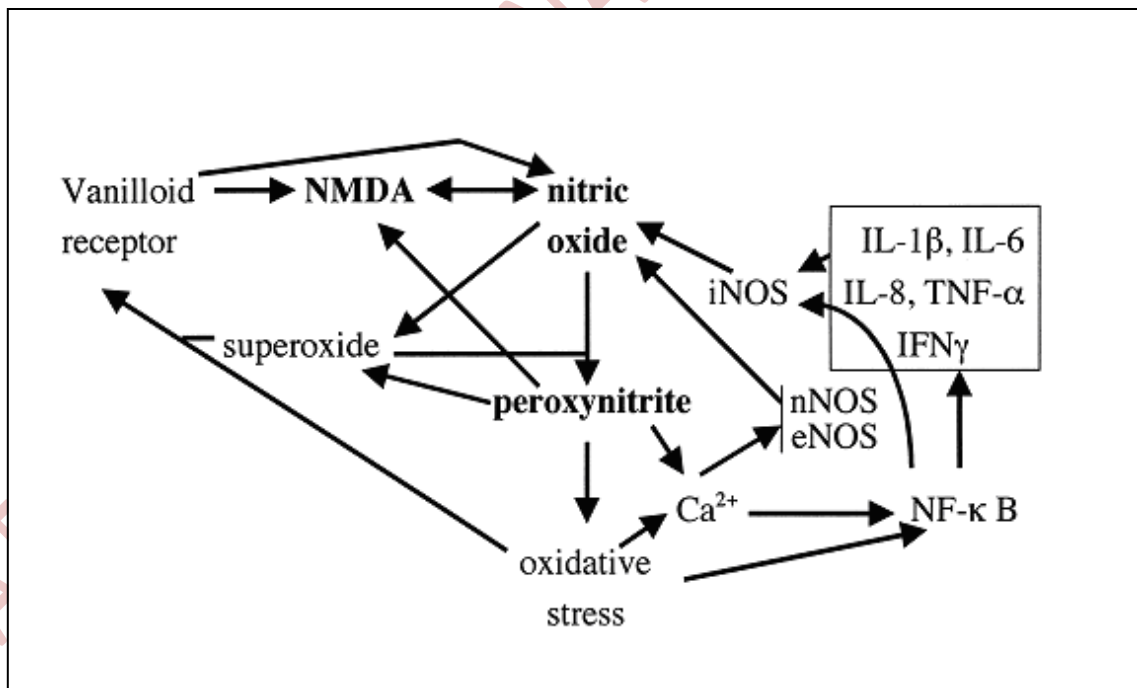 Vanilloid
receptor
NMDA
nitric
oxide
superoxide
peroxynitrite
iNOS
IL-1β, IL-6
IL-8, TNF-α
IFNγ
nNOS
eNOS
Ca²⁺
NF-κ B
oxidative
stress